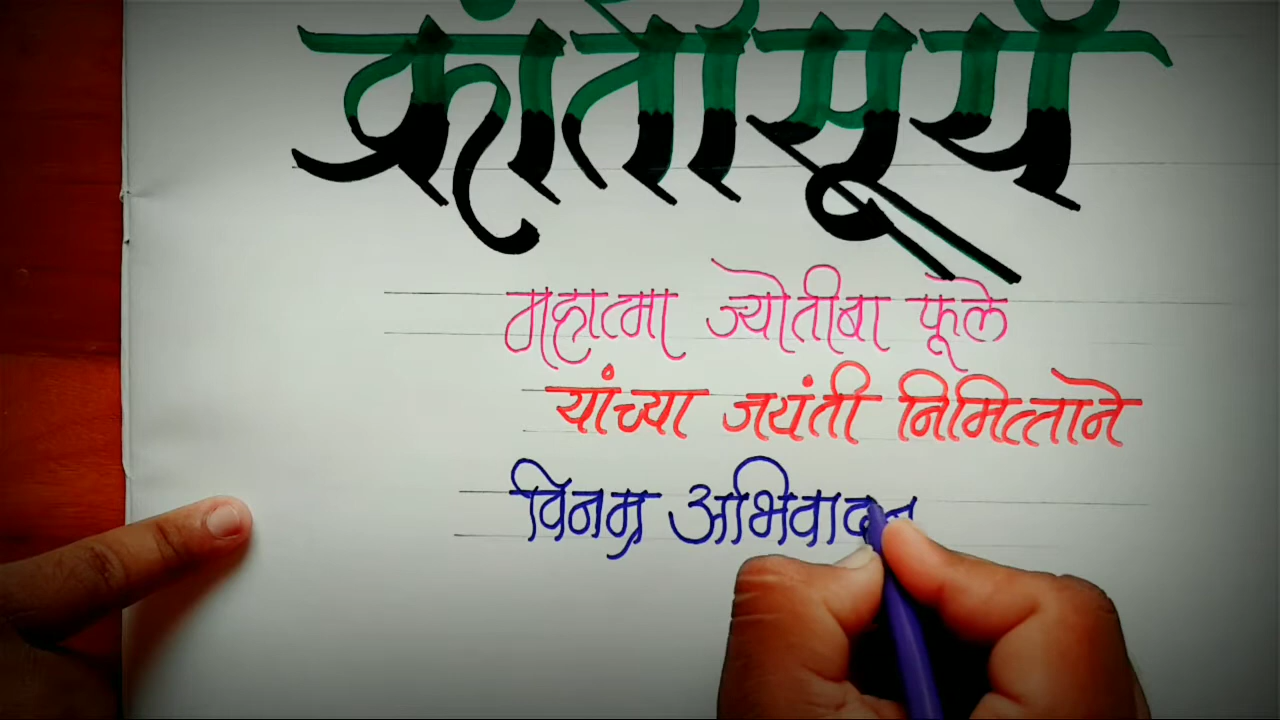 क्रांतीसूर्य
महात्मा ज्योतीबा फूले
यांच्या जयंती निमित्ताने
विनम्र अभिवादन